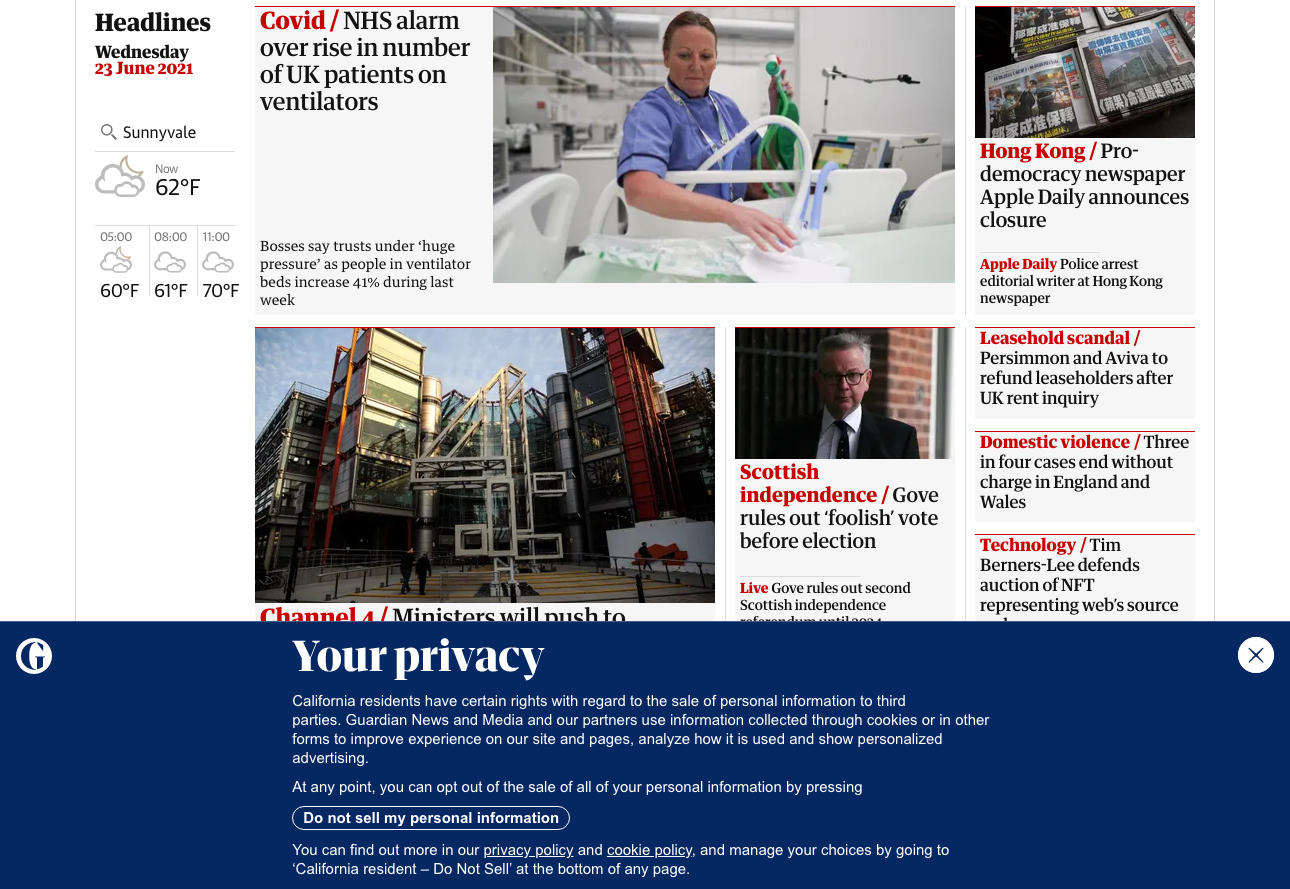 Headlines
Wednesday
23 June 2021
Sunnyvale
Now
62°F
05:00
08:00
11:00
60°F
61°F
70°F
Covid / NHS alarm
over rise in number
of UK patients on
ventilators
Bosses say trusts under ‘huge
pressure’ as people in ventilator
beds increase 41% during last
week
Hong Kong / Pro-
democracy newspaper
Apple Daily announces
closure
Apple Daily Police arrest
editorial writer at Hong Kong
newspaper
Channel 4 / Ministers will push to
Scottish
independence / Gove
rules out ‘foolish’ vote
before election
Live Gove rules out second
Scottish independence
referendum until 2024
Leasehold scandal /
Persimmon and Aviva to
refund leaseholders after
UK rent inquiry
Domestic violence / Three
in four cases end without
charge in England and
Wales
Technology / Tim
Berners-Lee defends
auction of NFT
representing web’s source
Your privacy
California residents have certain rights with regard to the sale of personal information to third
parties. Guardian News and Media and our partners use information collected through cookies or in other
forms to improve experience on our site and pages, analyze how it is used and show personalized
advertising.
At any point, you can opt out of the sale of all of your personal information by pressing
Do not sell my personal information
You can find out more in our privacy policy and cookie policy, and manage your choices by going to
‘California resident – Do Not Sell’ at the bottom of any page.